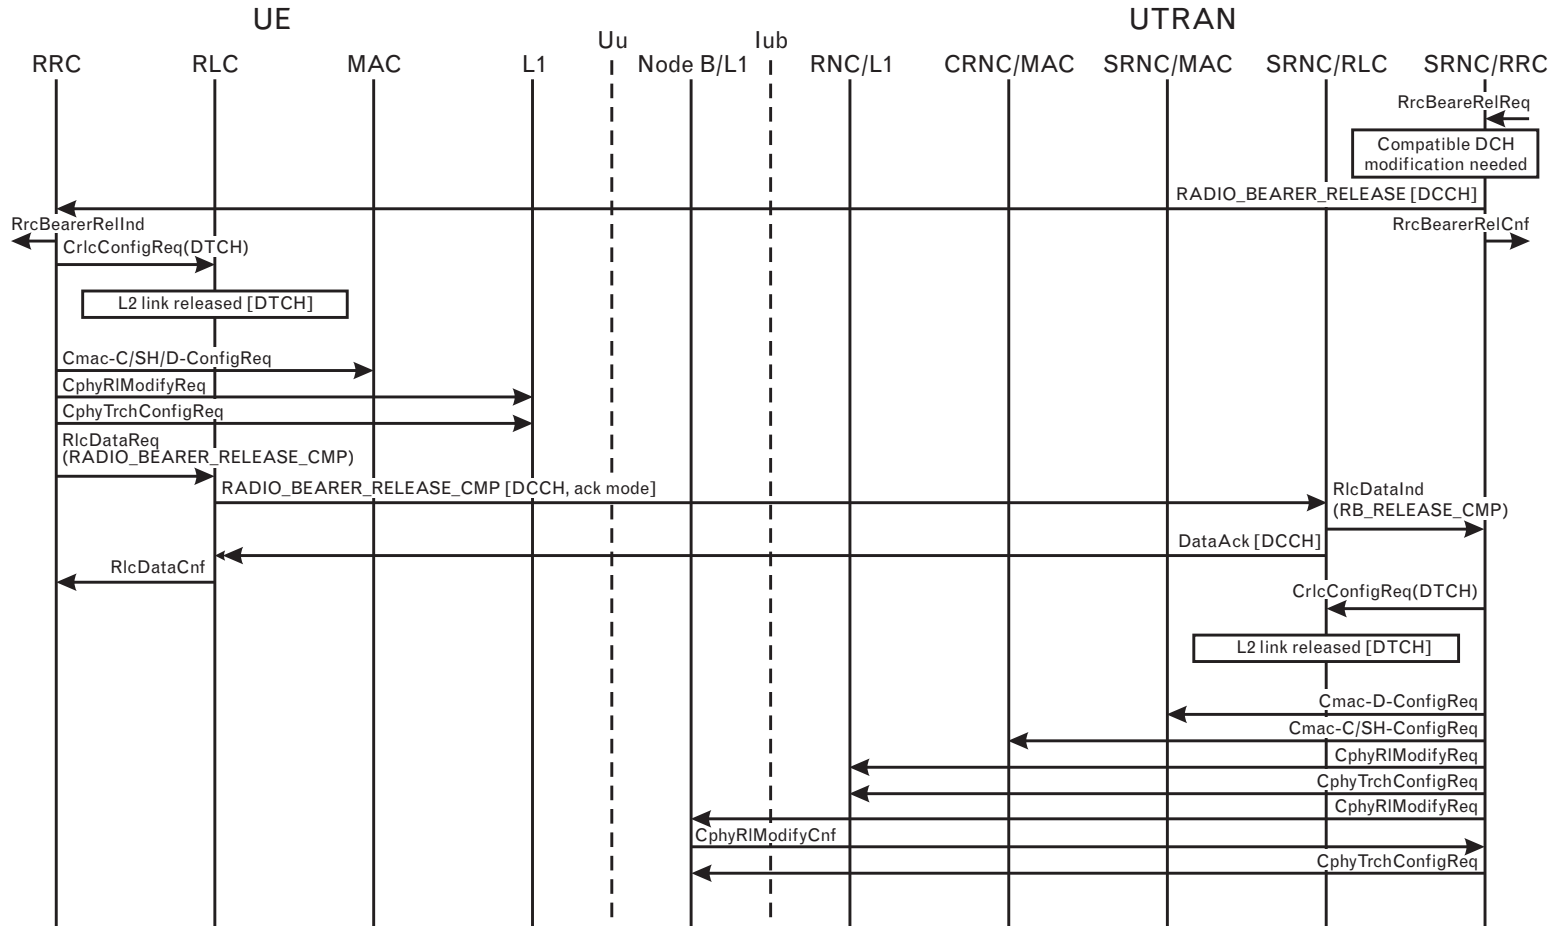 UE
UTRAN
Uu
Iub
RRC
RLC
MAC
L1
Node B/L1
RNC/L1
CRNC/MAC
SRNC/MAC
SRNC/RLC
SRNC/RRC
RrcBeareRelReq
Compatible DCH
modification needed
RADIO_BEARER_RELEASE [DCCH]
RrcBearerRelInd
RrcBearerRelCnf
CrlcConfigReq(DTCH)
L2 link released [DTCH]
Cmac-C/SH/D-ConfigReq
CphyRlModifyReq
CphyTrchConfigReq
RlcDataReq
(RADIO_BEARER_RELEASE_CMP)
RADIO_BEARER_RELEASE_CMP [DCCH, ack mode]
RlcDataInd
(RB_RELEASE_CMP)
DataAck [DCCH]
RlcDataCnf
CrlcConfigReq(DTCH)
L2 link released [DTCH]
Cmac-D-ConfigReq
Cmac-C/SH-ConfigReq
CphyRlModifyReq
CphyTrchConfigReq
CphyRlModifyReq
CphyRlModifyCnf
CphyTrchConfigReq